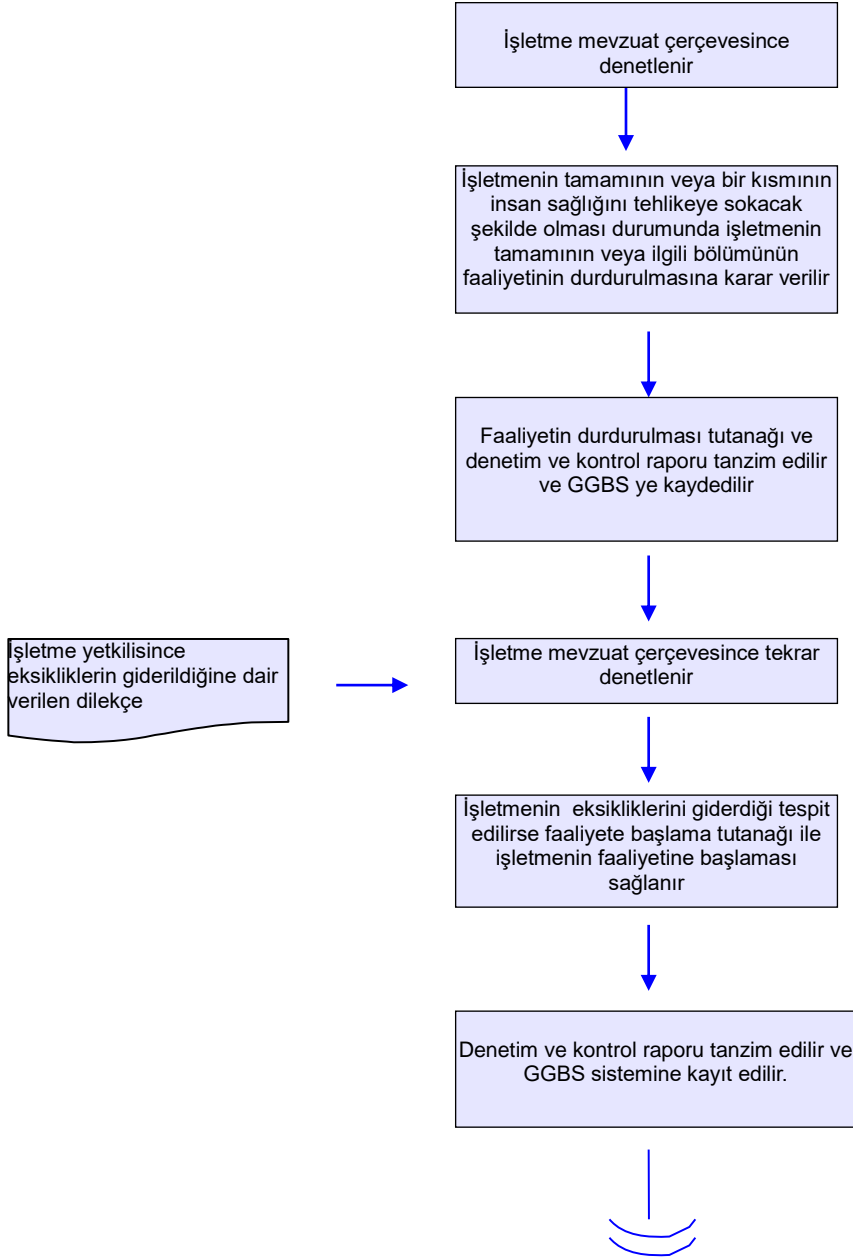 İşletme mevzuat çerçevesince
denetlenir
İşletmenin tamamının veya bir kısmının
insan sağlığını tehlikeye sokacak
şekilde olması durumunda işletmenin
tamamının veya ilgili bölümünün
faaliyetinin durdurulmasına karar verilir
Faaliyetin durdurulması tutanağı ve
denetim ve kontrol raporu tanzim edilir
ve GGBS ye kaydedilir
İşletme yetkilisince
eksikliklerin giderildiğine dair
verilen dilekçe
İşletme mevzuat çerçevesince tekrar
denetlenir
İşletmenin  eksikliklerini giderdiği tespit
edilirse faaliyete başlama tutanağı ile
işletmenin faaliyetine başlaması
sağlanır
Denetim ve kontrol raporu tanzim edilir ve
GGBS sistemine kayıt edilir.